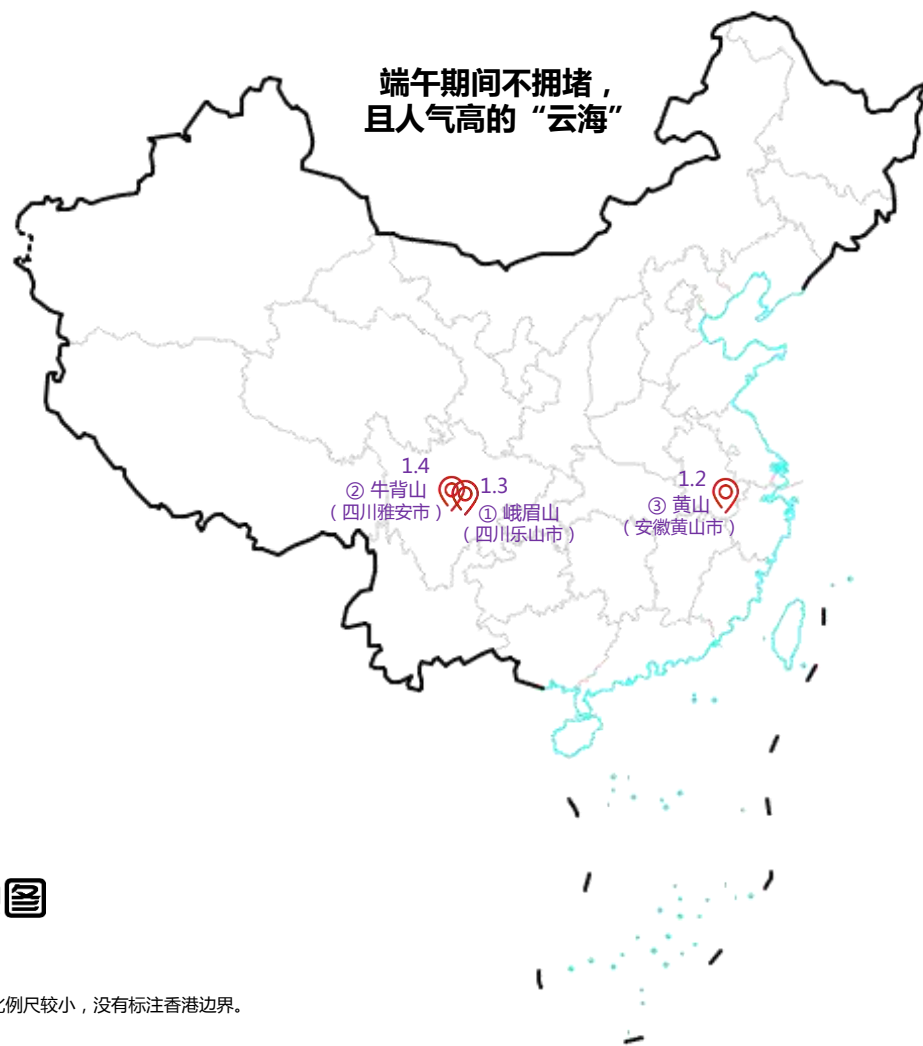 端午期间不拥堵，
且人气高的“云海”
1.4
② 牛背山
（四川雅安市）
1.3
① 峨眉山
（四川乐山市）
1.2
③ 黄山
（安徽黄山市）
图
比例尺较小，没有标注香港边界。